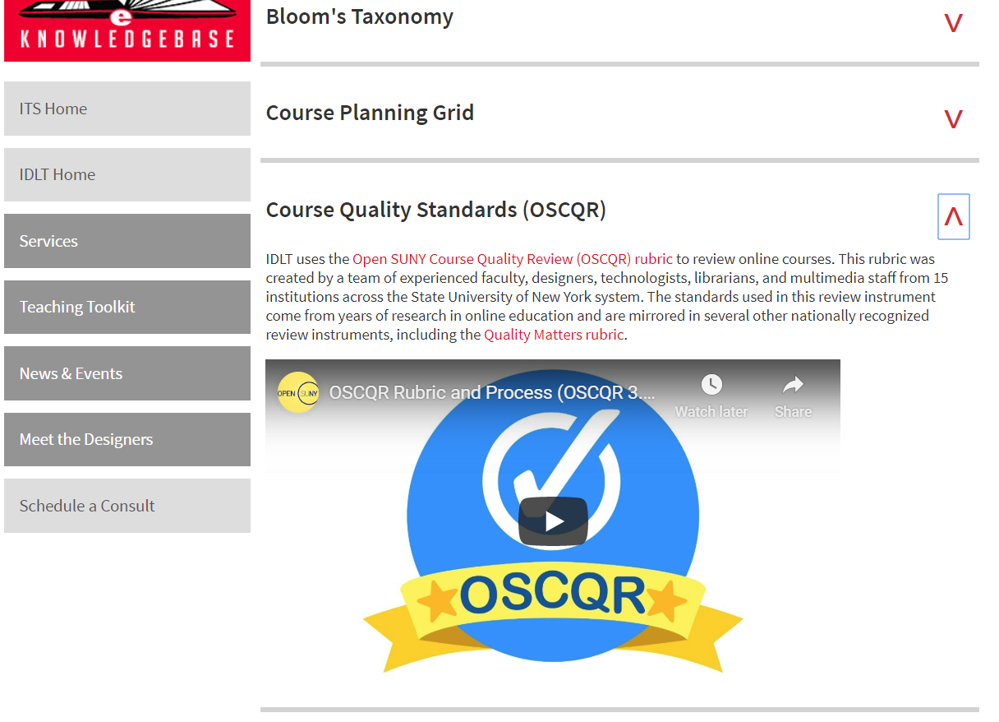 e
KNOWLEDGEBASE
ITS Home
IDLT Home
Services
Teaching Toolkit
News & Events
Meet the Designers
Schedule a Consult
Bloom's Taxonomy
Course Planning Grid
Course Quality Standards (OSCQR)
IDLT uses the Open SUNY Course Quality Review (OSCQR) rubric to review online courses. This rubric was
created by a team of experienced faculty, designers, technologists, librarians, and multimedia staff from 15
institutions across the State University of New York system. The standards used in this review instrument
come from years of research in online education and are mirrored in several other nationally recognized
review instruments, including the Quality Matters rubric.
OPEN SUNY
OSCQR Rubric and Process (OSCQR 3....
Watch later
Share
OSCQR